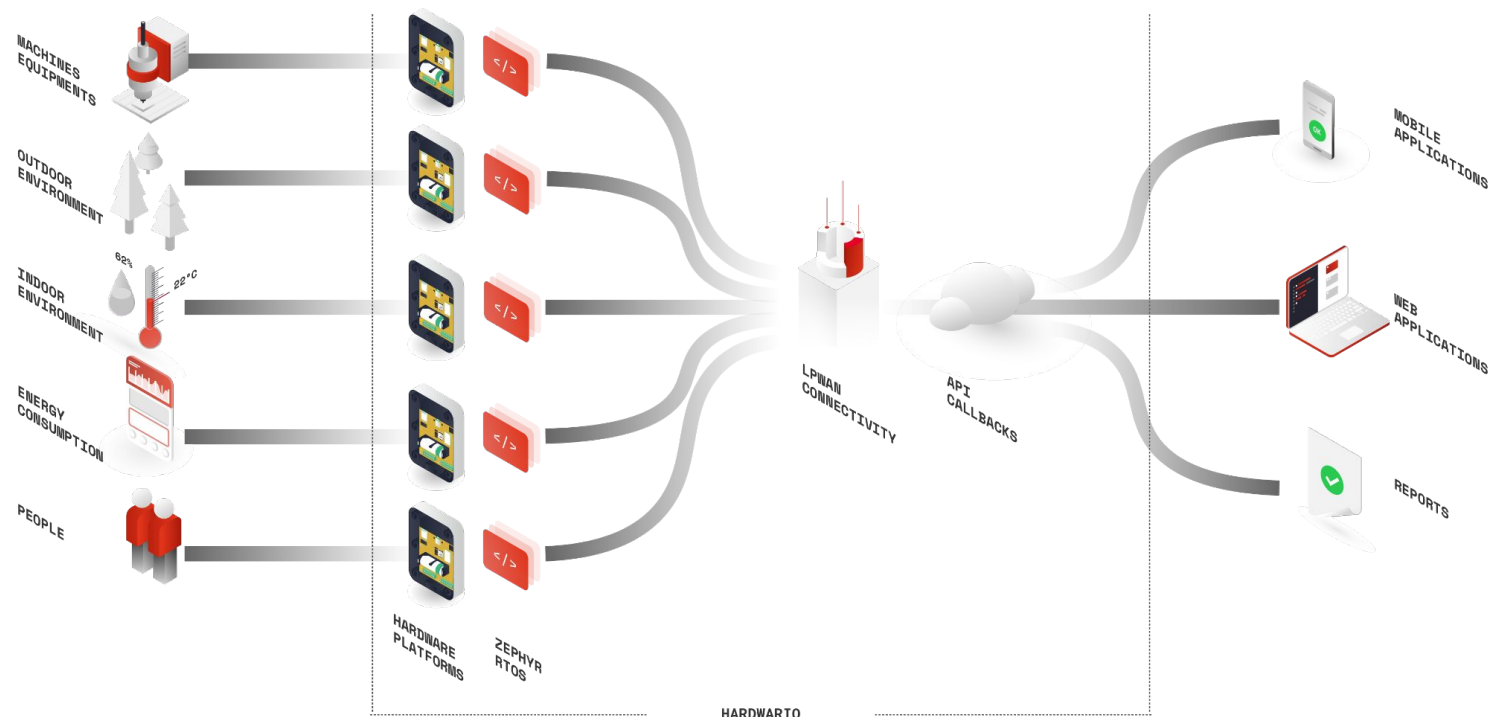 MACHINES
EQUIPMENTS
OUTDOOR
ENVIRONMENT
62%
22°C
INDOOR
ENVIRONMENT
ENERGY
CONSUMPTION
PEOPLE
</>
</>
</>
</>
</>
HARDWARE
PLATFORMS
ZEPHYR
RTOS
LPWAN
CONNECTIVITY
API
CALLBACKS
OK
MOBILE
APPLICATIONS
WEB
APPLICATIONS
REPORTS
HARDWARIO